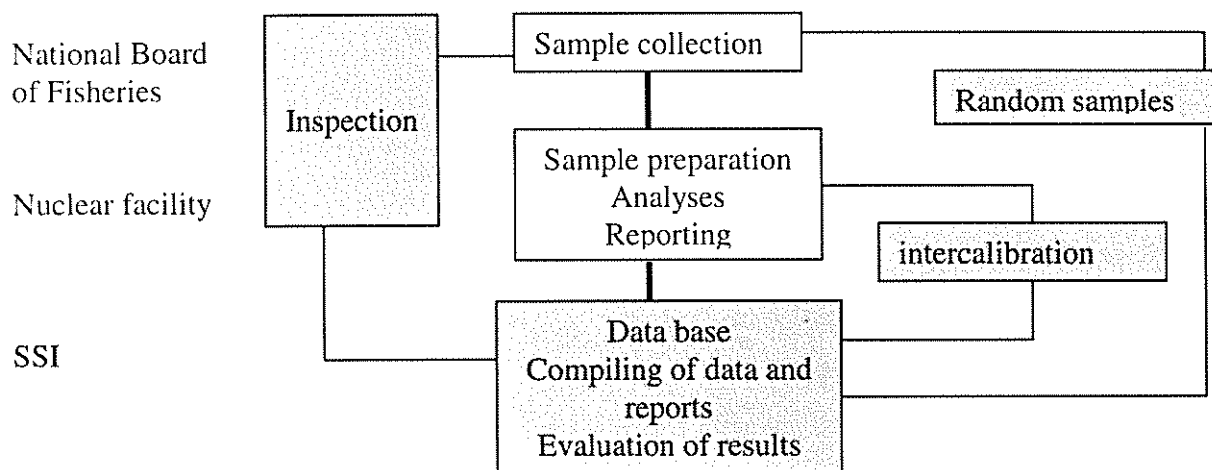 National Board
of Fisheries
Inspection
Sample collection
Random samples
Nuclear facility
Sample preparation
Analyses
Reporting
intercalibration
SSI
Data base
Compiling of data and
reports
Evaluation of results